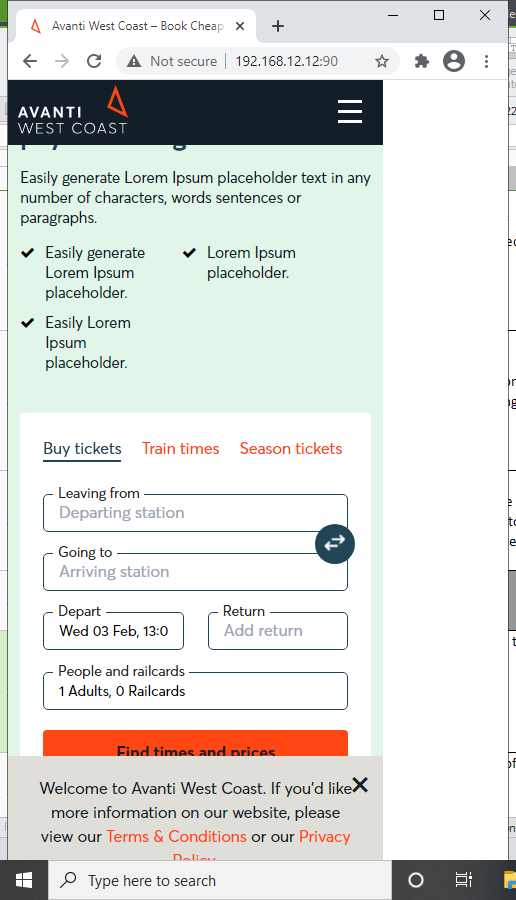 Avanti West Coast – Book Cheap
Not secure | 192.168.12.12:90
AVANTI
WEST COAST
Easily generate Lorem Ipsum placeholder text in any
number of characters, words sentences or
paragraphs.
Easily generate
Lorem Ipsum
placeholder.
Lorem Ipsum
placeholder.
Easily Lorem
Ipsum
placeholder.
Buy tickets Train times Season tickets
Leaving from
Departing station
Going to
Arriving station
Depart Return
Wed 03 Feb, 13:0 Add return
People and railcards
1 Adults, 0 Railcards
Find times and prices
Welcome to Avanti West Coast. If you'd like
more information on our website, please
view our Terms & Conditions or our Privacy
Policy
Type here to search